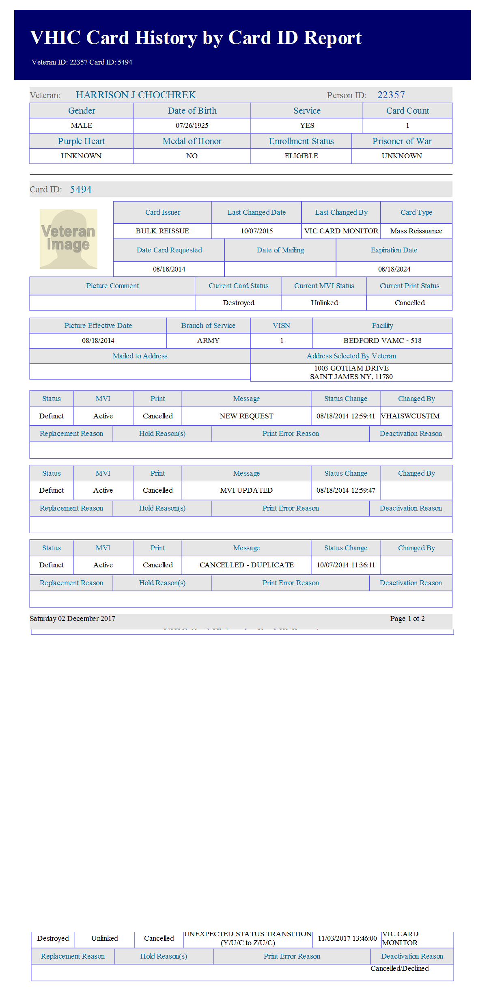 VHIC Card History by Card ID Report
Veteran ID: 22357 Card ID: 5494
Veteran: HARRISON J CHOCHREK Person ID: 22357
Gender Date of Birth Service Card Count
MALE 07/26/1925 YES 1
Purple Heart Medal of Honor Enrollment Status Prisoner of War
UNKNOWN NO ELIGIBLE UNKNOWN
Card ID: 5494
Veteran
Image
Card Issuer Last Changed Date Last Changed By Card Type
BULK REISSUE 10/07/2015 VIC CARD MONITOR Mass Reissuance
Date Card Requested Date of Mailing Expiration Date
08/18/2014 08/18/2024
Picture Comment Current Card Status Current MVI Status Current Print Status
Destroyed Unlinked Cancelled
Picture Effective Date Branch of Service VISN Facility
08/18/2014 ARMY 1 BEDFORD VAMC - 518
Mailed to Address Address Selected By Veteran
1003 GOTHAM DRIVE
SAINT JAMES NY, 11780
Status MVI Print Message Status Change Changed By
Defunct Active Cancelled NEW REQUEST 08/18/2014 12:59:41 VHAISWCUSTIM
Replacement Reason Hold Reason(s) Print Error Reason Deactivation Reason
Status MVI Print Message Status Change Changed By
Defunct Active Cancelled MVI UPDATED 08/18/2014 12:59:47
Replacement Reason Hold Reason(s) Print Error Reason Deactivation Reason
Status MVI Print Message Status Change Changed By
Defunct Active Cancelled CANCELLED - DUPLICATE 10/07/2014 11:36:11
Replacement Reason Hold Reason(s) Print Error Reason Deactivation Reason
Saturday 02 December 2017 Page 1 of 2
VHIC Card History by Card ID Report
UNEXPECTED STATUS TRANSITION VIC CARD
Destroyed Unlinked Cancelled 11/03/2017 13:46:00
(Y/U/C to Z/U/C) MONITOR
Replacement Reason Hold Reason(s) Print Error Reason Deactivation Reason
Cancelled/Declined